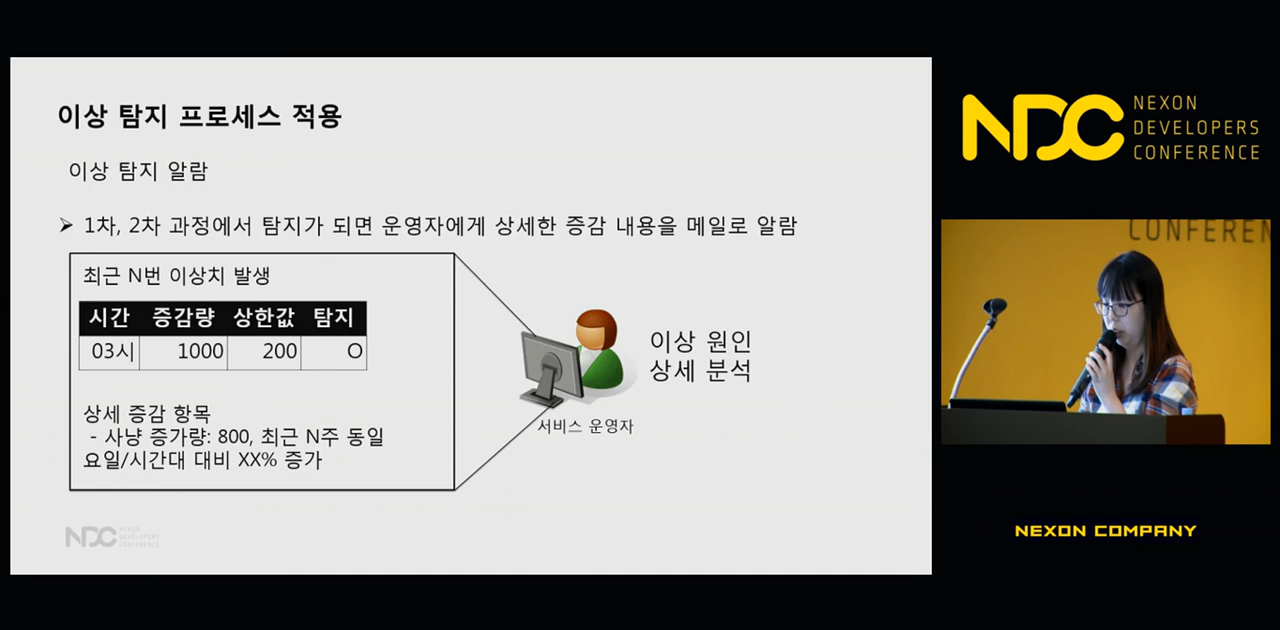 이상 탐지 프로세스 적용
이상 탐지 알람
➢ 1차, 2차 과정에서 탐지가 되면 운영자에게 상세한 증감 내용을 메일로 알람
최근 N번 이상치 발생
시간 증감량 상한값 탐지
03시 1000 200 O
상세 증감 항목
- 사냥 증가량: 800, 최근 N주 동일
요일/시간대 대비 XX% 증가
이상 원인
상세 분석
서비스 운영자
NDC NEXON
DEVELOPERS
CONFERENCE
NDC NEXON
DEVELOPERS
CONFERENCE
CONFEREN
NEXON COMPANY